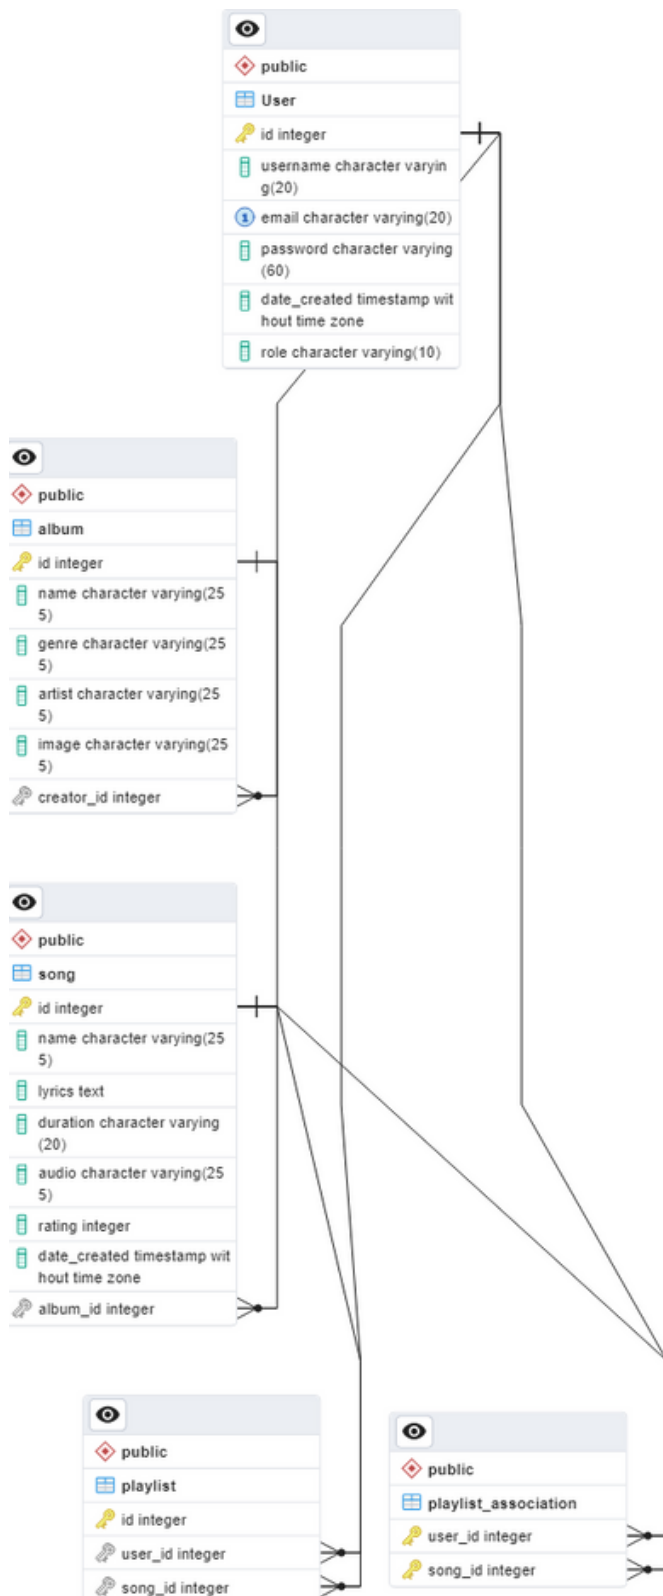 public
User
id integer
username character varyin
g(20)
email character varying(20)
password character varying
(60)
date_created timestamp wit
hout time zone
role character varying(10)
public
album
id integer
name character varying(25
5)
genre character varying(25
5)
artist character varying(25
5)
image character varying(25
5)
creator_id integer
public
song
id integer
name character varying(25
5)
lyrics text
duration character varying
(20)
audio character varying(25
5)
rating integer
date_created timestamp wit
hout time zone
album_id integer
public
playlist
id integer
user_id integer
song_id integer
public
playlist_association
user_id integer
song_id integer